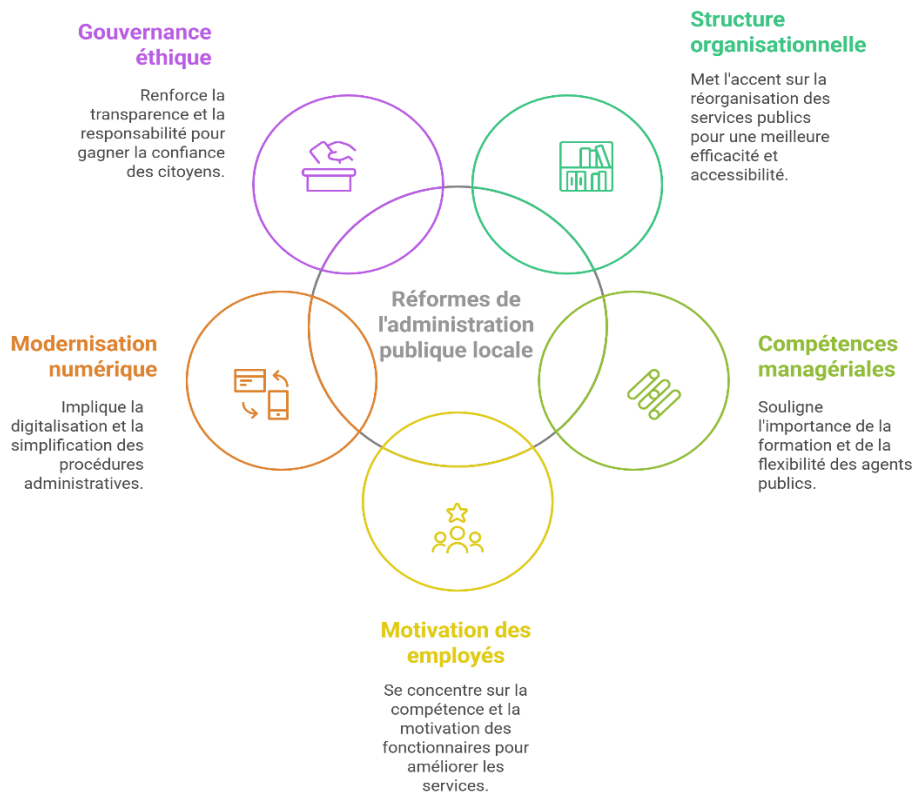 Gouvernance
éthique
Renforce la
transparence et la
responsabilité pour
gagner la confiance
des citoyens.
Structure
organisationnelle
Met l'accent sur la
réorganisation des
services publics
pour une meilleure
efficacité et
accessibilité.
Réformes de
l'administration
publique locale
Modernisation
numérique
Implique la
digitalisation et la
simplification des
procédures
administratives.
Compétences
managériales
Souligne
l'importance de la
formation et de la
flexibilité des agents
publics.
Motivation des
employés
Se concentre sur la
compétence et la
motivation des
fonctionnaires pour
améliorer les
services.